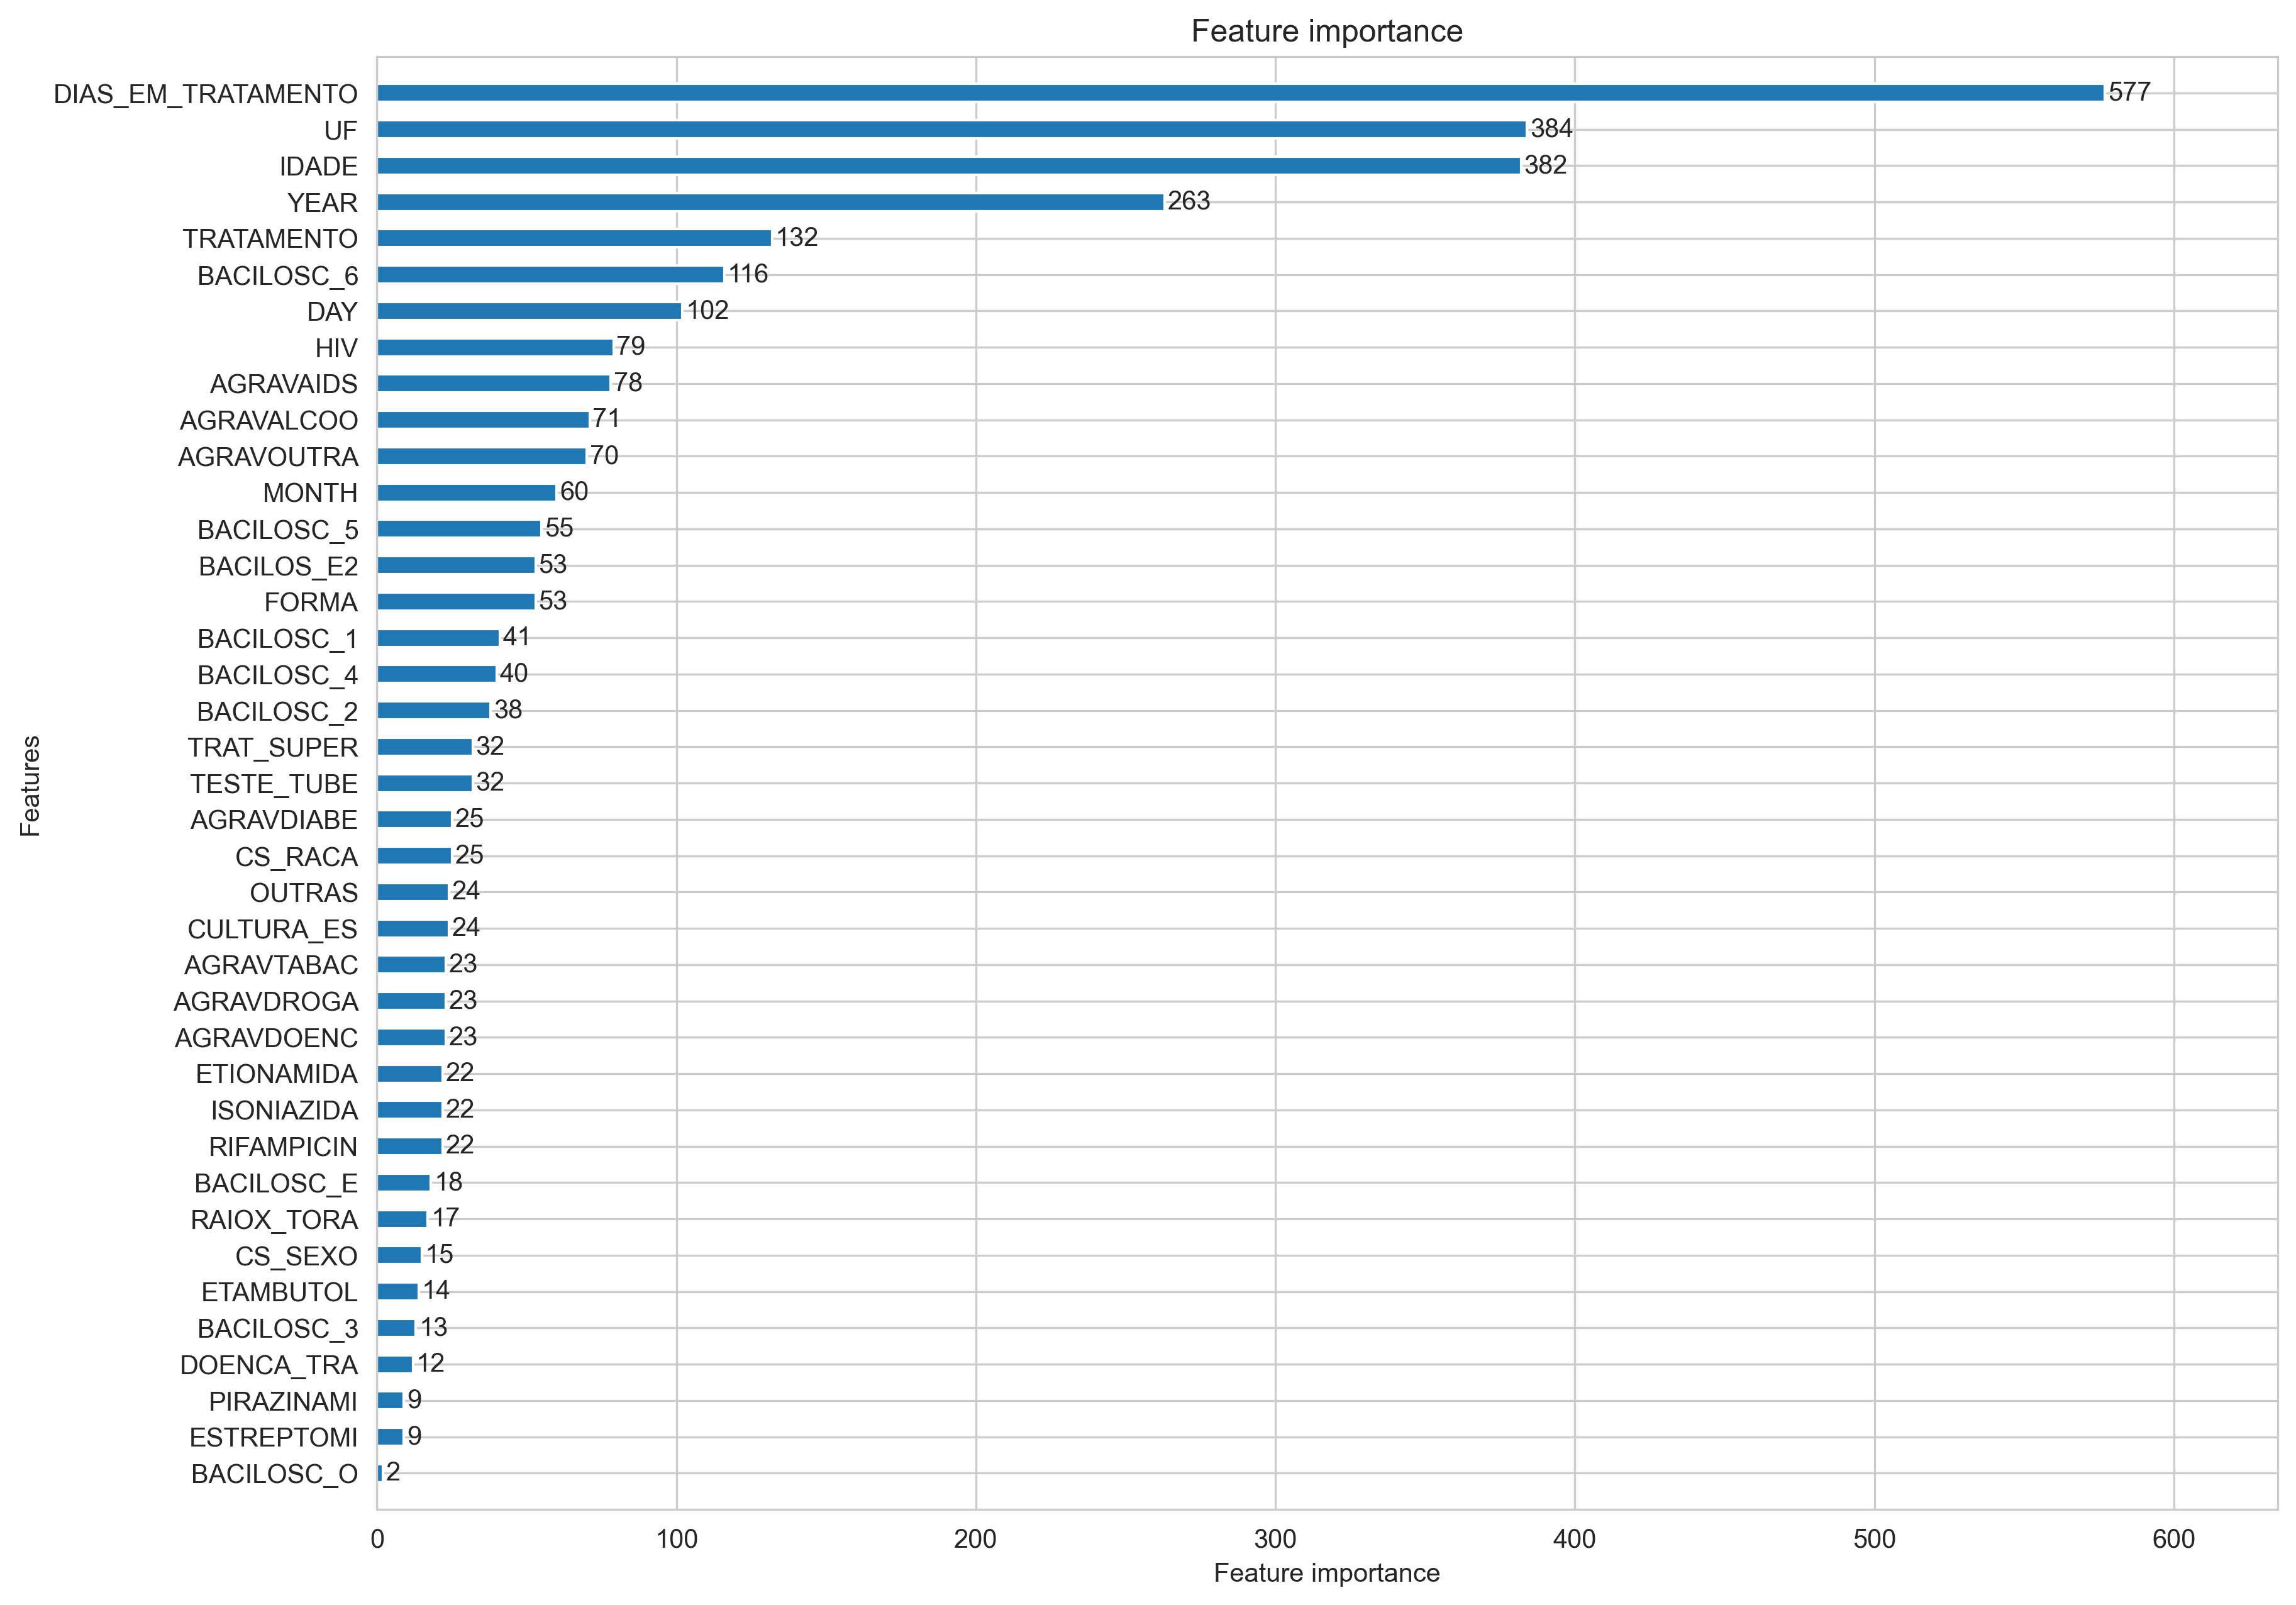 Feature importance
DIAS_EM_TRATAMENTO 577
UF 384
IDADE 382
YEAR 263
TRATAMENTO 132
BACILOSC_6 116
DAY 102
HIV 79
AGRAVAIDS 78
AGRAVALCOO 71
AGRAVOUTRA 70
MONTH 60
BACILOSC_5 55
BACILOS_E2 53
FORMA 53
BACILOSC_1 41
BACILOSC_4 40
BACILOSC_2 38
TRAT_SUPER 32
TESTE_TUBE 32
AGRAVDIABE 25
CS_RACA 25
OUTRAS 24
CULTURA_ES 24
AGRAVTABAC 23
AGRAVDROGA 23
AGRAVDOENC 23
ETIONAMIDA 22
ISONIAZIDA 22
RIFAMPICIN 22
BACILOSC_E 18
RAIOX_TORA 17
CS_SEXO 15
ETAMBUTOL 14
BACILOSC_3 13
DOENCA_TRA 12
PIRAZINAMI 9
ESTREPTOMI 9
BACILOSC_O 2
Features
0 100 200 300 400 500 600
Feature importance